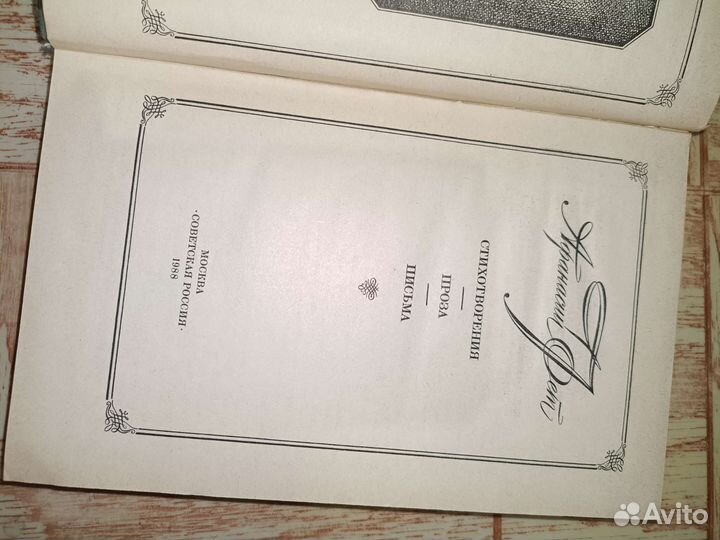 Афанасий
Фет
СТИХОТВОРЕНИЯ
ПРОЗА
ПИСЬМА
МОСКВА
·СОВЕТСКАЯ РОССИЯ·
1988
Avito